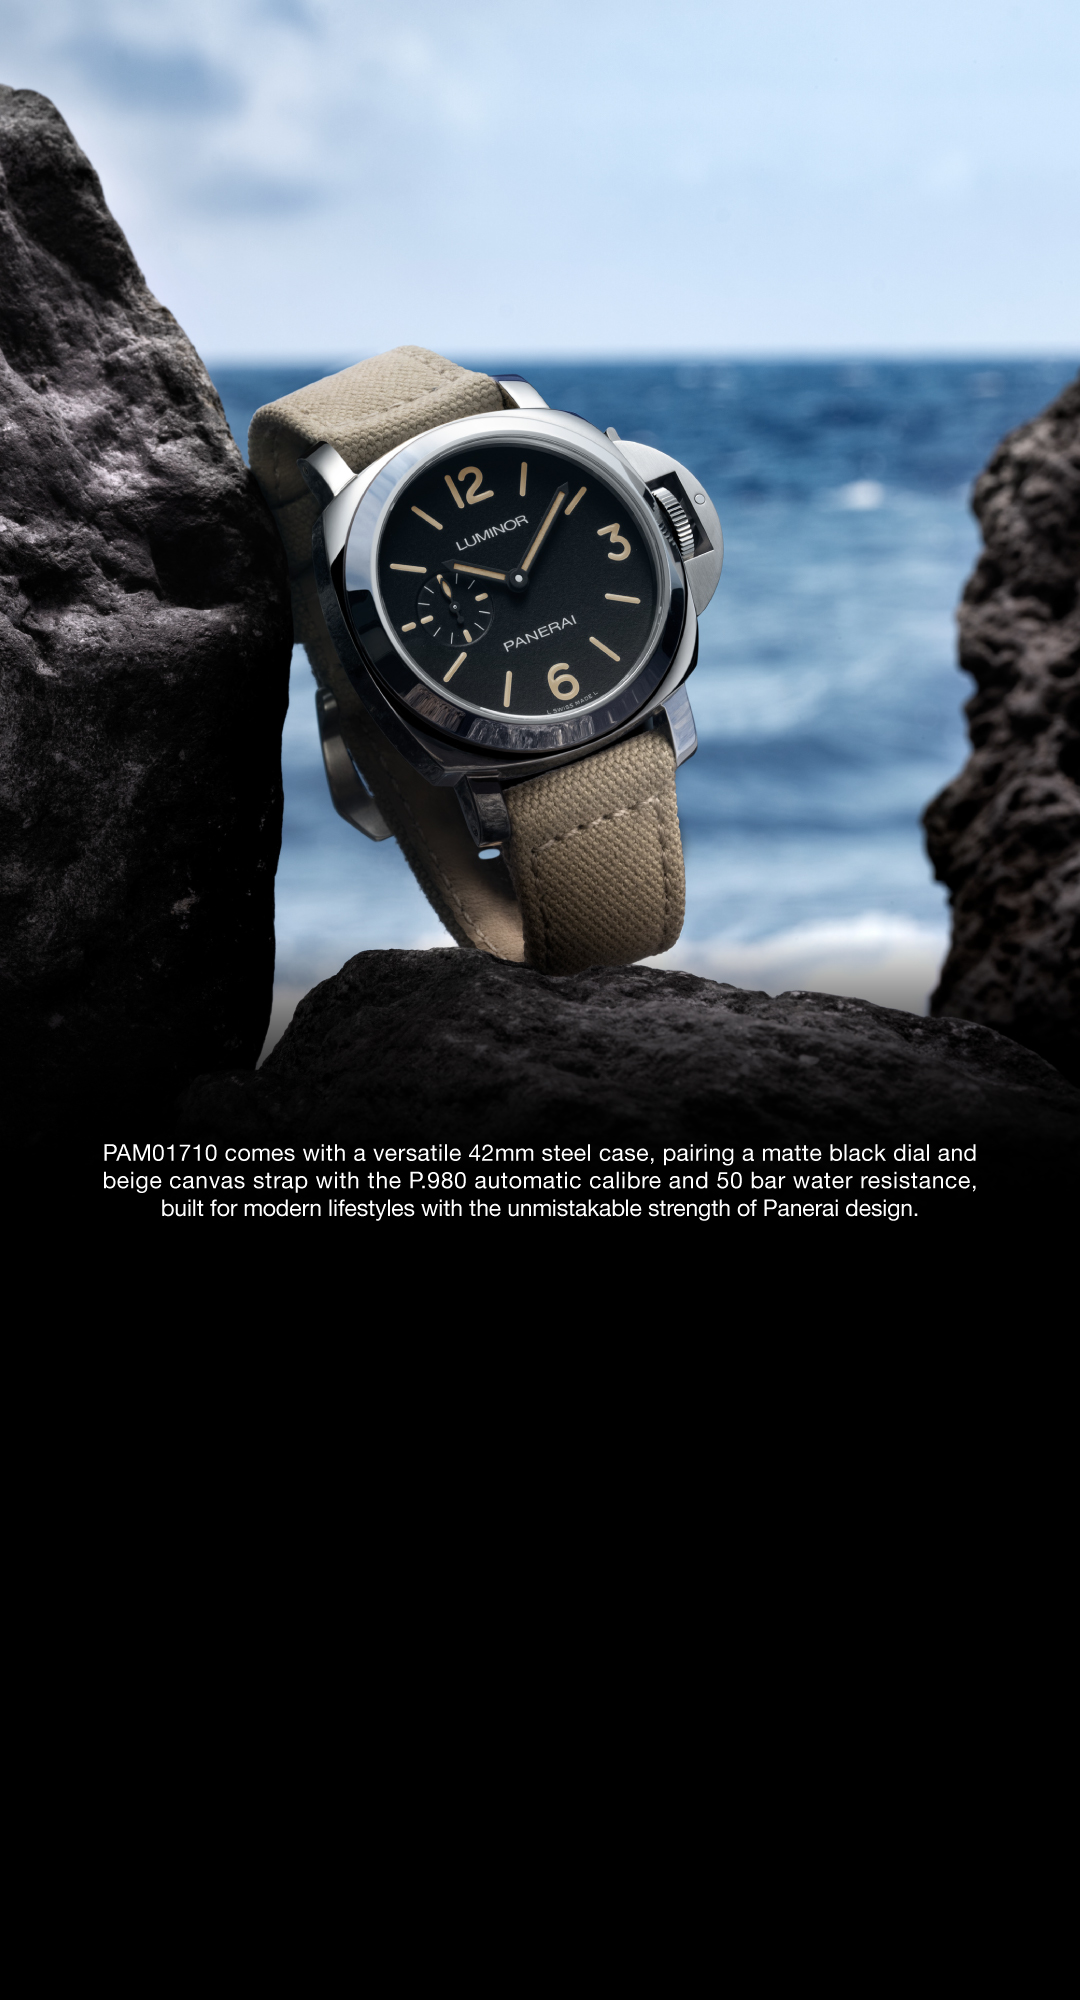 12
LUMINOR
3
PANERAI
6
L SWISS MADE L
PAM01710 comes with a versatile 42mm steel case, pairing a matte black dial and
beige canvas strap with the P.980 automatic calibre and 50 bar water resistance,
built for modern lifestyles with the unmistakable strength of Panerai design.